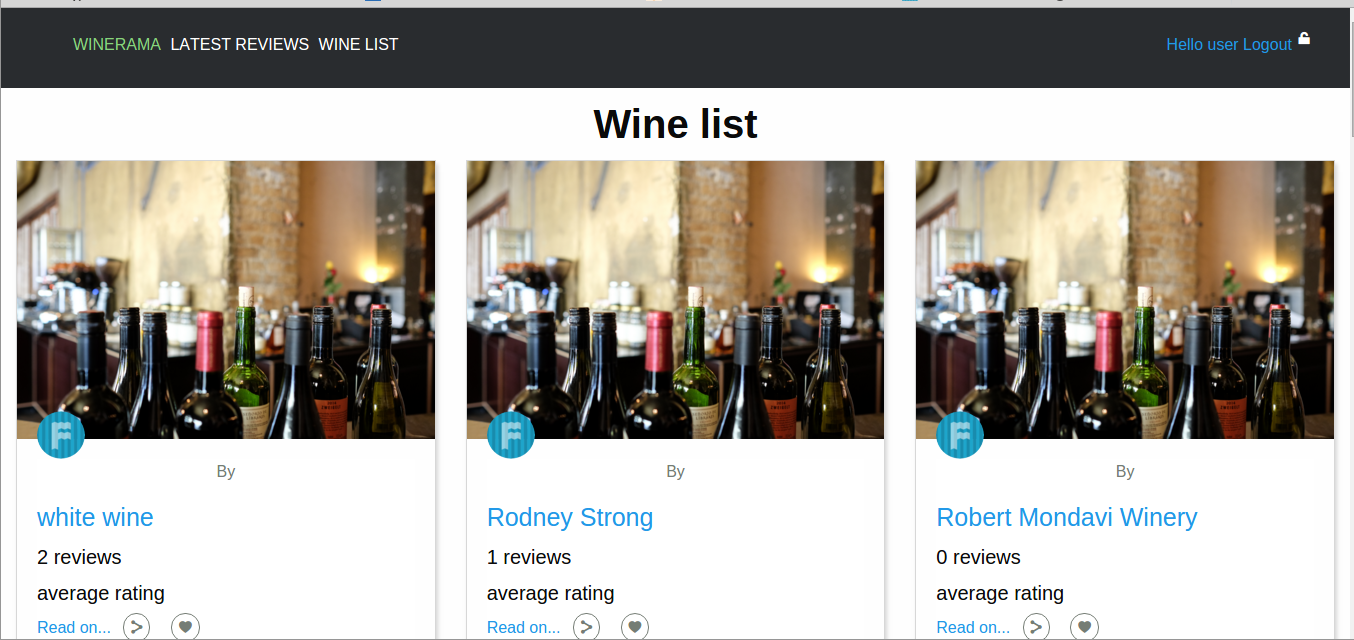 WINERAMA LATEST REVIEWS WINE LIST Hello user Logout
Wine list
By
white wine
2 reviews
average rating
Read on...
By
Rodney Strong
1 reviews
average rating
Read on...
By
Robert Mondavi Winery
0 reviews
average rating
Read on...